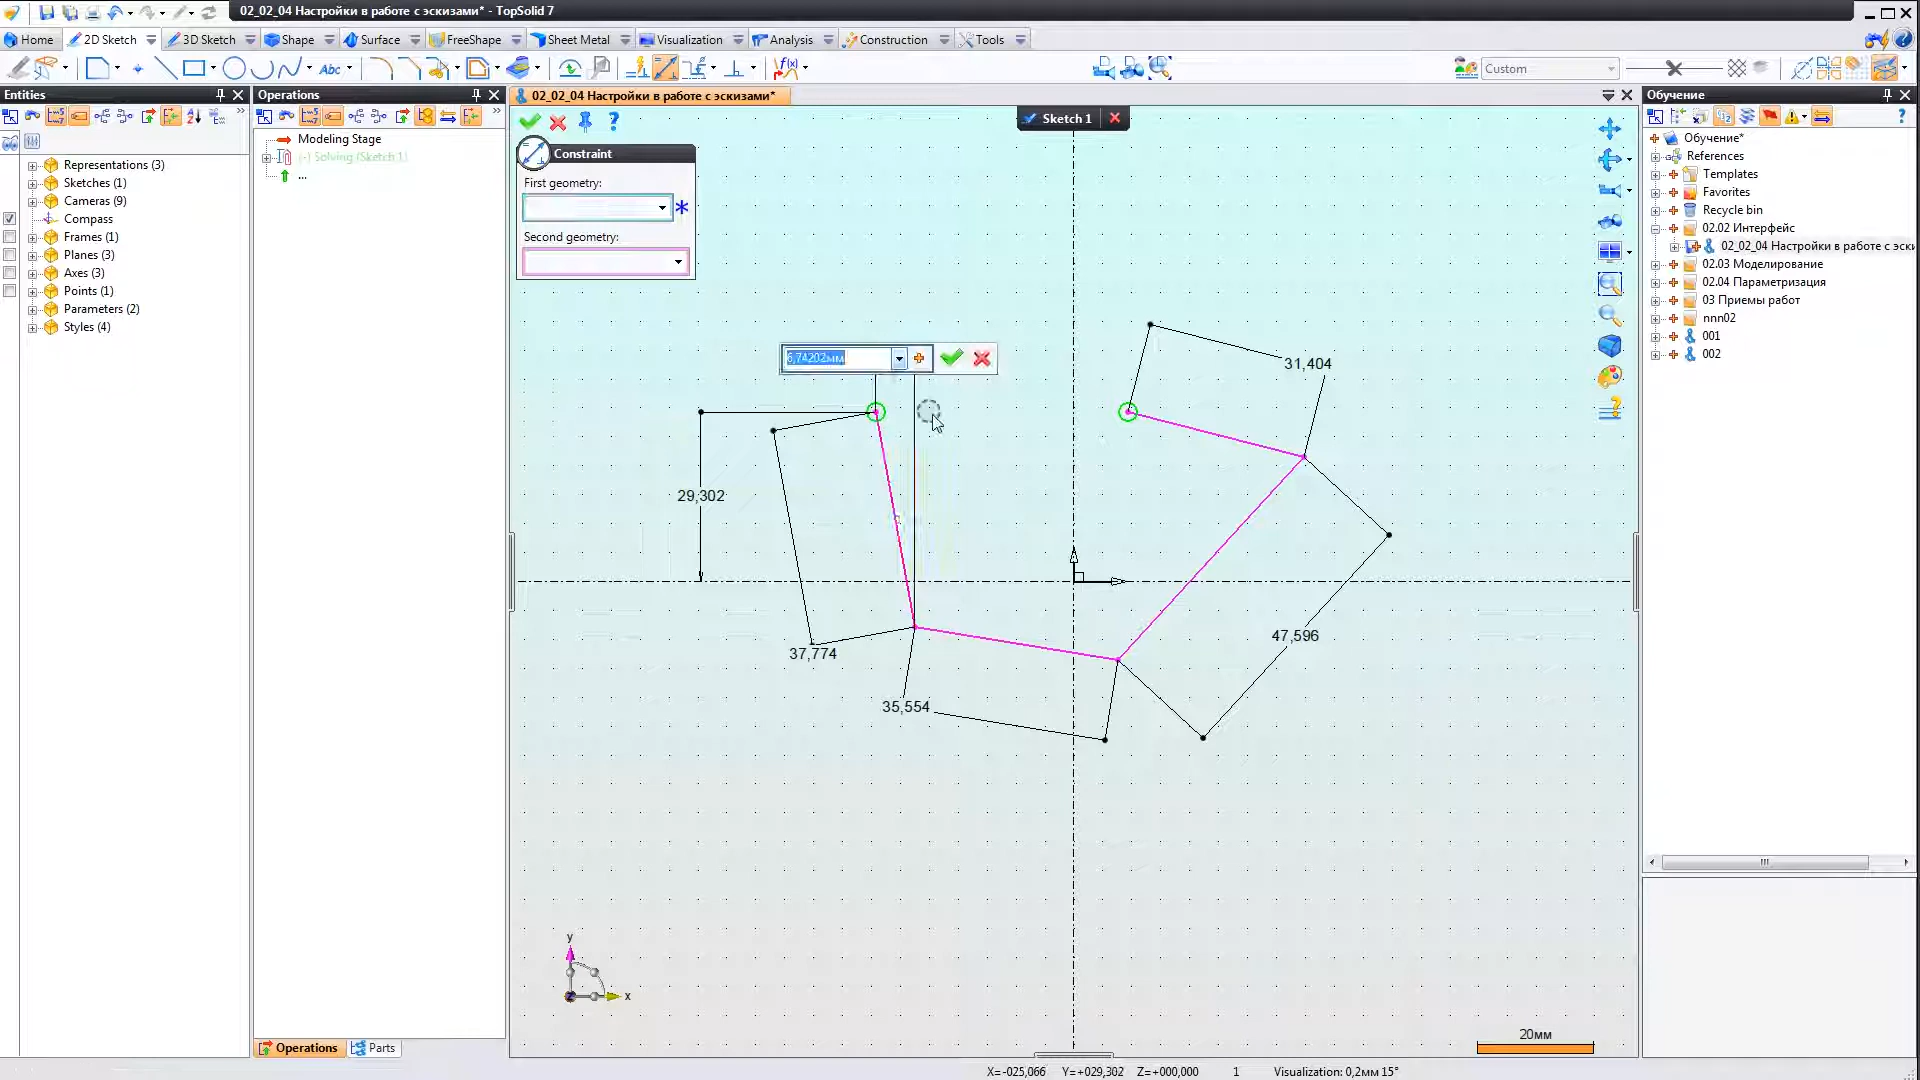 02_02_04 Настройки в работе с эскизами* - TopSolid 7
Home 2D Sketch 3D Sketch Shape Surface FreeShape Sheet Metal Visualization Analysis Construction Tools
Abc f(x) Custom
Entities
Representations (3)
Sketches (1)
Cameras (9)
Compass
Frames (1)
Planes (3)
Axes (3)
Points (1)
Parameters (2)
Styles (4)
Operations
Modeling Stage
(-) Solving (Sketch 1)
...
Operations Parts
02_02_04 Настройки в работе с эскизами*
Sketch 1
Constraint
First geometry:
Second geometry:
6,74202мм
31,404
29,302
47,596
37,774
35,554
y
x
20мм
Обучение
Обучение*
References
Templates
Favorites
Recycle bin
02.02 Интерфейс
02_02_04 Настройки в работе с эски
02.03 Моделирование
02.04 Параметризация
03 Приемы работ
nnn02
001
002
X=-025,066 Y=+029,302 Z=+000,000 1 Visualization: 0,2мм 15°